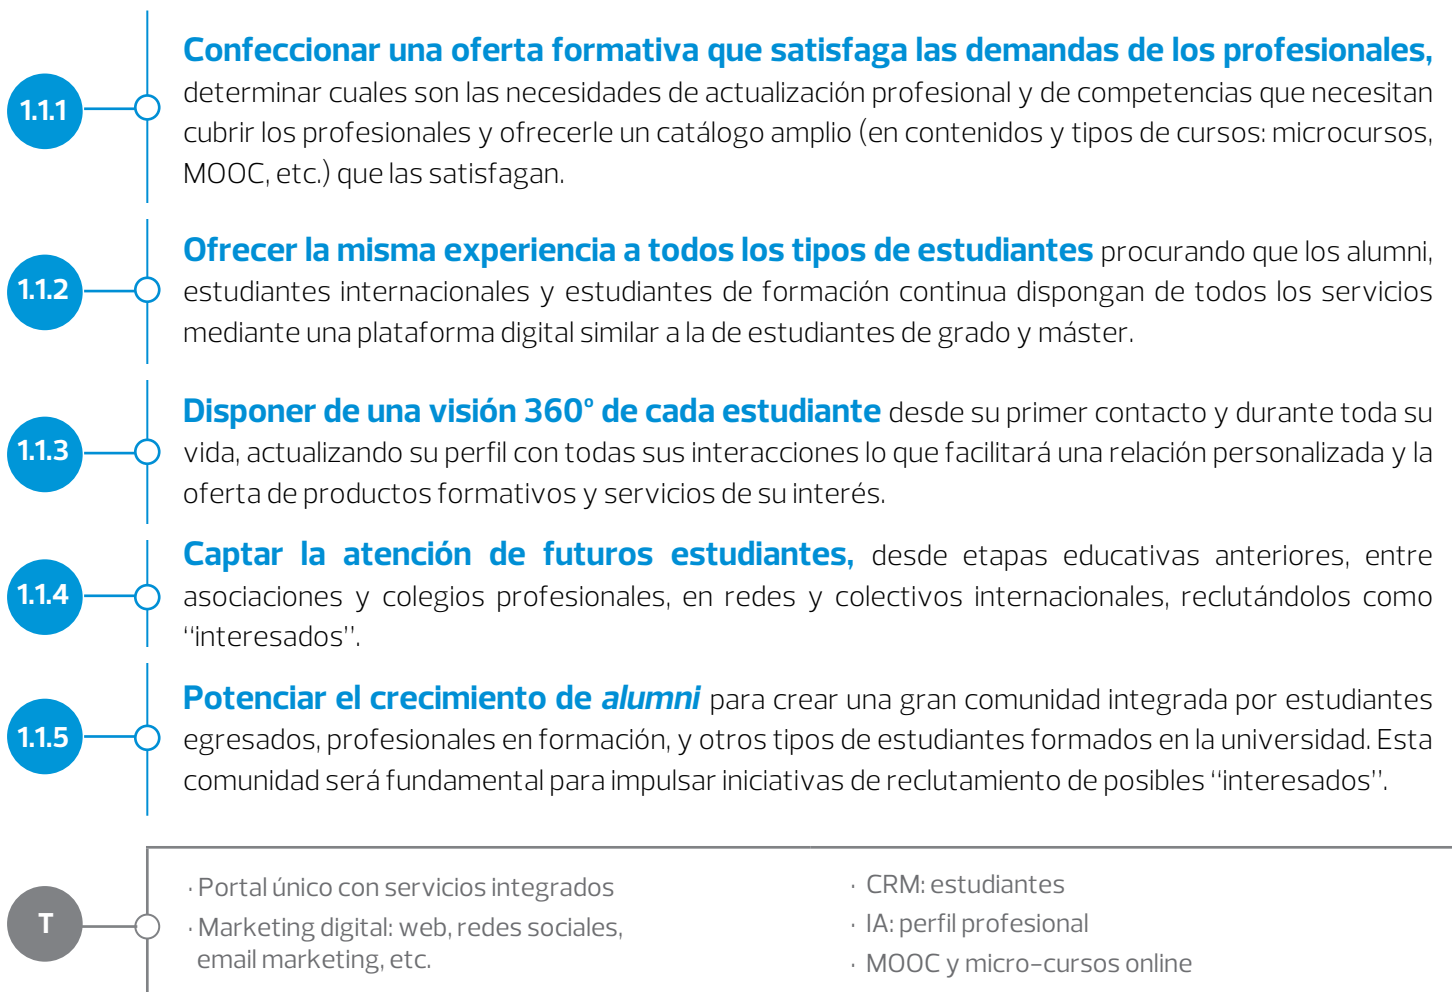 1.1.1
Confeccionar una oferta formativa que satisfaga las demandas de los profesionales,
determinar cuales son las necesidades de actualización profesional y de competencias que necesitan
cubrir los profesionales y ofrecerle un catálogo amplio (en contenidos y tipos de cursos: microcursos,
MOOC, etc.) que las satisfagan.
1.1.2
Ofrecer la misma experiencia a todos los tipos de estudiantes procurando que los alumni,
estudiantes internacionales y estudiantes de formación continua dispongan de todos los servicios
mediante una plataforma digital similar a la de estudiantes de grado y máster.
1.1.3
Disponer de una visión 360º de cada estudiante desde su primer contacto y durante toda su
vida, actualizando su perfil con todas sus interacciones lo que facilitará una relación personalizada y la
oferta de productos formativos y servicios de su interés.
1.1.4
Captar la atención de futuros estudiantes, desde etapas educativas anteriores, entre
asociaciones y colegios profesionales, en redes y colectivos internacionales, reclutándolos como
''interesados''.
1.1.5
Potenciar el crecimiento de alumni para crear una gran comunidad integrada por estudiantes
egresados, profesionales en formación, y otros tipos de estudiantes formados en la universidad. Esta
comunidad será fundamental para impulsar iniciativas de reclutamiento de posibles ''interesados''.
T
· Portal único con servicios integrados
· Marketing digital: web, redes sociales,
email marketing, etc.
· CRM: estudiantes
· IA: perfil profesional
· MOOC y micro-cursos online